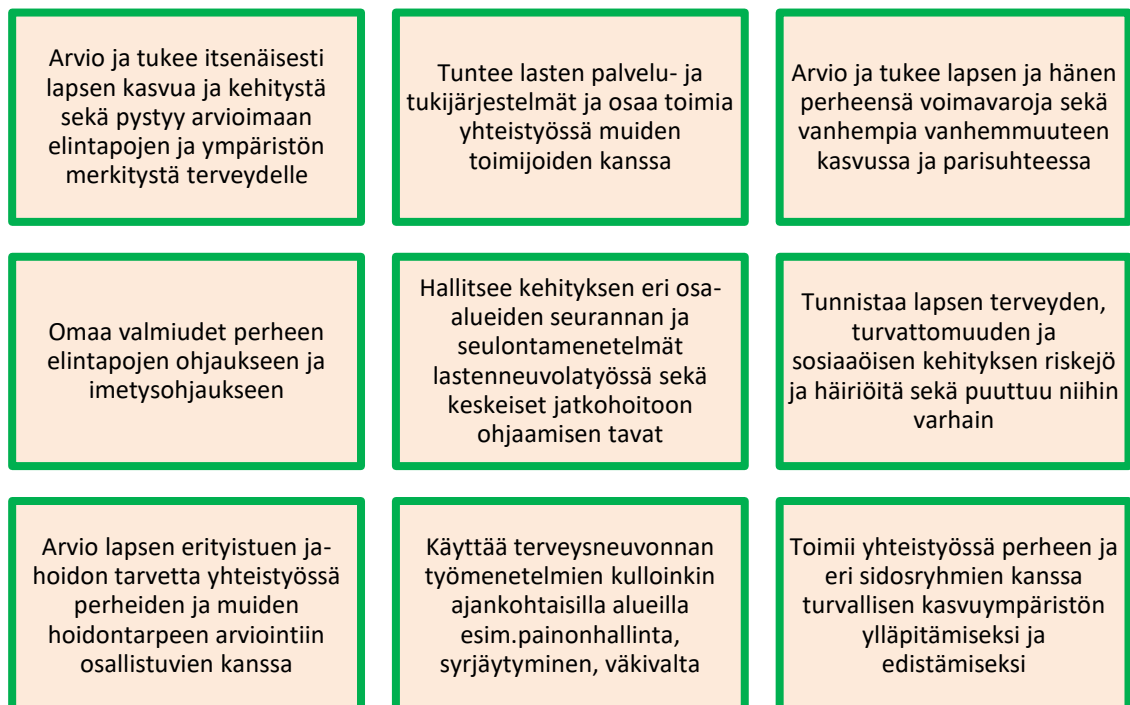 Arvio ja tukee itsenäisesti
lapsen kasvua ja kehitystä
sekä pystyy arvioimaan
elintapojen ja ympäristön
merkitystä terveydelle
Tuntee lasten palvelu- ja
tukijärjestelmät ja osaa toimia
yhteistyössä muiden
toimijoiden kanssa
Arvio ja tukee lapsen ja hänen
perheensä voimavaroja sekä
vanhempia vanhemmuuteen
kasvussa ja parisuhteessa
Omaa valmiudet perheen
elintapojen ohjaukseen ja
imetysohjaukseen
Hallitsee kehityksen eri osa-
alueiden seurannan ja
seulontamenetelmät
lastenneuvolatyössä sekä
keskeiset jatkohoitoon
ohjaamisen tavat
Tunnistaa lapsen terveyden,
turvattomuuden ja
sosiaaöisen kehityksen riskejö
ja häiriöitä sekä puuttuu niihin
varhain
Arvio lapsen erityistuen ja-
hoidon tarvetta yhteistyössä
perheiden ja muiden
hoidontarpeen arviointiin
osallistuvien kanssa
Käyttää terveysneuvonnan
työmenetelmien kulloinkin
ajankohtaisilla alueilla
esim.painonhallinta,
syrjäytyminen, väkivalta
Toimii yhteistyössä perheen ja
eri sidosryhmien kanssa
turvallisen kasvuympäristön
ylläpitämiseksi ja
edistämiseksi